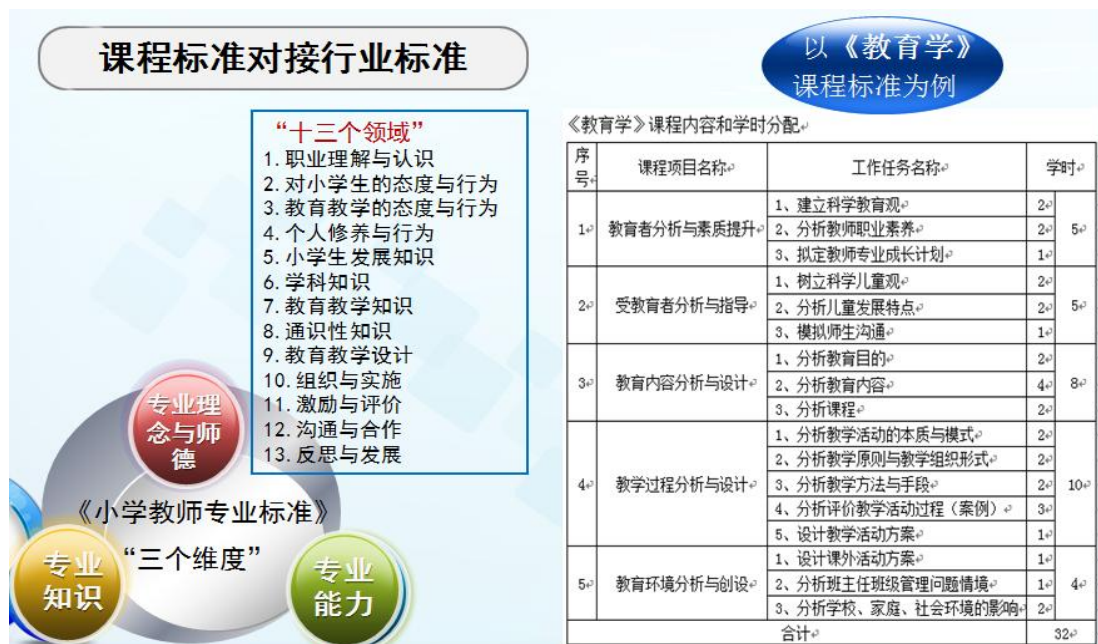 课程标准对接行业标准
以《教育学》
课程标准为例
“十三个领域”
1.职业理解与认识
2.对小学生的态度与行为
3.教育教学的态度与行为
4.个人修养与行为
5.小学生发展知识
6.学科知识
7.教育教学知识
8.通识性知识
9.教育教学设计
10.组织与实施
11.激励与评价
12.沟通与合作
13.反思与发展
专业理
念与师
德
《小学教师专业标准》
“三个维度”
专业
知识
专业
能力
《教育学》课程内容和学时分配
序号 课程项目名称 工作任务名称 学时
1 教育者分析与素质提升 1、建立科学教育观 2 5
2、分析教师职业素养 2
3、拟定教师专业成长计划 1
2 受教育者分析与指导 1、树立科学儿童观 2 5
2、分析儿童发展特点 2
3、模拟师生沟通 1
3 教育内容分析与设计 1、分析教育目的 2 8
2、分析教育内容 4
3、分析课程 2
4 教学过程分析与设计 1、分析教学活动的本质与模式 2 10
2、分析教学原则与教学组织形式 2
3、分析教学方法与手段 2
4、分析评价教学活动过程（案例） 3
5、设计教学活动方案 1
5 教育环境分析与创设 1、设计课外活动方案 1 4
2、分析班主任班级管理问题情境 1
3、分析学校、家庭、社会环境的影响 2
合计 32